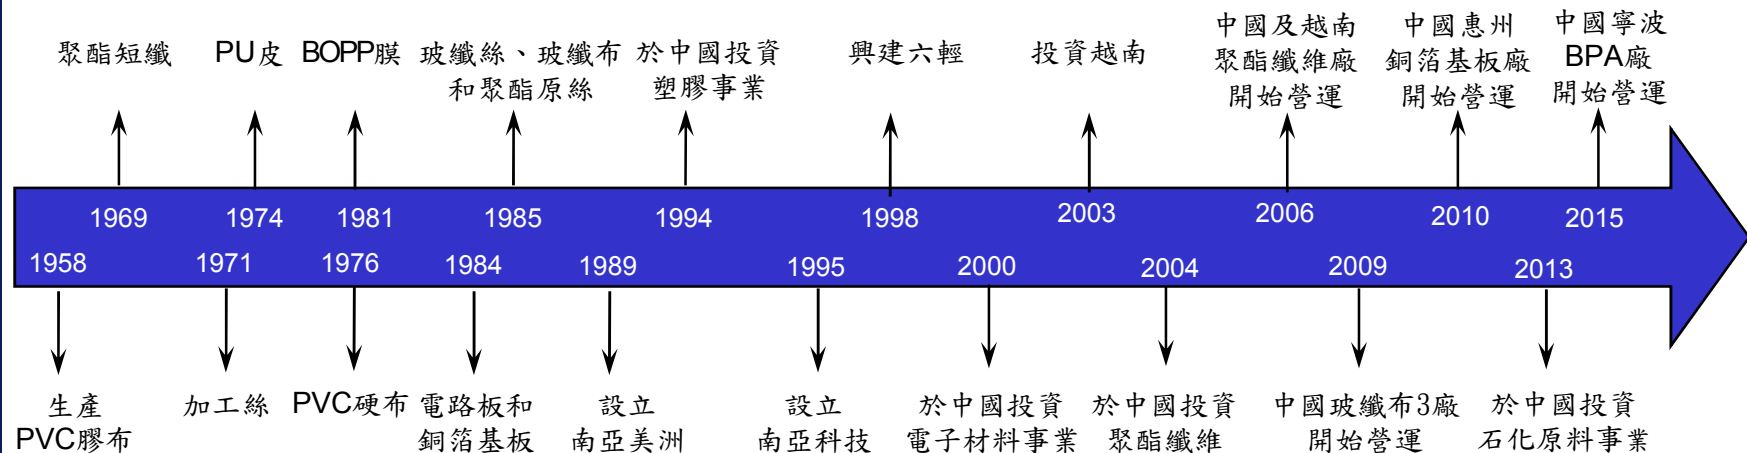 聚酯短纖
PU皮
BOPP膜
玻纖絲、玻纖布
和聚酯原絲
於中國投資
塑膠事業
興建六輕
投資越南
中國及越南
聚酯纖維廠
開始營運
中國惠州
銅箔基板廠
開始營運
中國寧波
BPA廠
開始營運
1969
1974
1981
1985
1994
1998
2003
2006
2010
2015
1958
1971
1976
1984
1989
1995
2000
2004
2009
2013
生產
PVC膠布
加工絲
PVC硬布
電路板和
銅箔基板
設立
南亞美洲
設立
南亞科技
於中國投資
電子材料事業
於中國投資
聚酯纖維
中國玻纖布3廠
開始營運
於中國投資
石化原料事業